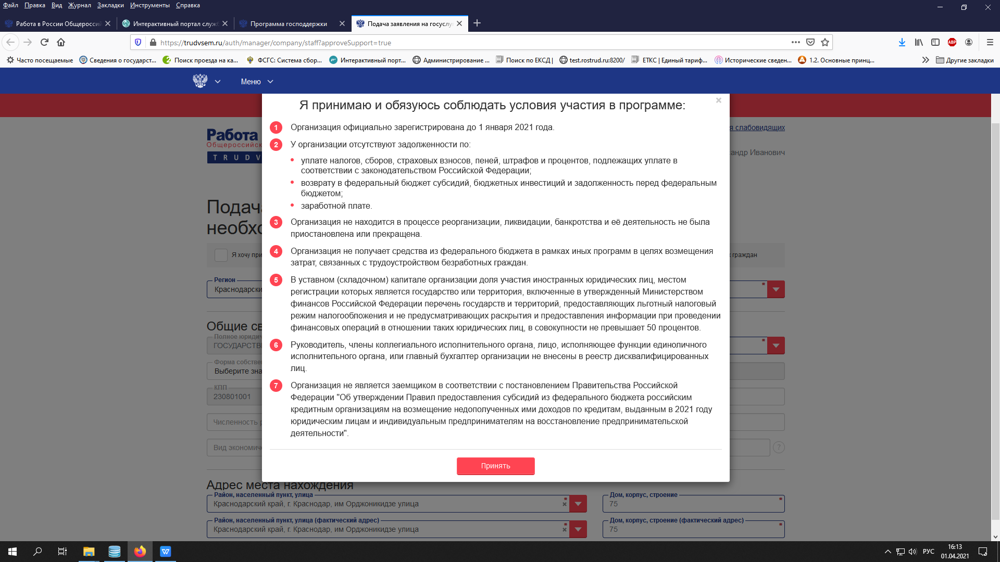 Файл Правка Вид Журнал Закладки Инструменты Справка
Работа в России Общероссий
Интерактивный портал служ
Программа господдержки
Подача заявления на госуслу
https://trudvsem.ru/auth/manager/company/staff?approveSupport=true
ABP
Часто посещаемые
Сведения о государст...
Поиск проезда на ка...
ФСГС: Система сбор...
Интерактивный порт...
Администрирование ...
Поиск по ЕКСД |
test.rostrud.ru:8200/
ЕТКС | Единый тариф...
Исторические сведен...
1.2. Основные принц...
Другие закладки
Меню
Я принимаю и обязуюсь соблюдать условия участия в программе:
×
1 Организация официально зарегистрирована до 1 января 2021 года.
2 У организации отсутствуют задолженности по:
уплате налогов, сборов, страховых взносов, пеней, штрафов и процентов, подлежащих уплате в
соответствии с законодательством Российской Федерации;
возврату в федеральный бюджет субсидий, бюджетных инвестиций и задолженность перед федеральным
бюджетом;
заработной плате.
3 Организация не находится в процессе реорганизации, ликвидации, банкротства и её деятельность не была
приостановлена или прекращена.
4 Организация не получает средства из федерального бюджета в рамках иных программ в целях возмещения
затрат, связанных с трудоустройством безработных граждан.
5 В уставном (складочном) капитале организации доля участия иностранных юридических лиц, местом
регистрации которых является государство или территория, включенные в утвержденный Министерством
финансов Российской Федерации перечень государств и территорий, предоставляющих льготный налоговый
режим налогообложения и не предусматривающих раскрытия и предоставления информации при проведении
финансовых операций в отношении таких юридических лиц, в совокупности не превышает 50 процентов.
6 Руководитель, члены коллегиального исполнительного органа, лицо, исполняющее функции единоличного
исполнительного органа, или главный бухгалтер организации не внесены в реестр дисквалифицированных
лиц.
7 Организация не является заемщиком в соответствии с постановлением Правительства Российской
Федерации "Об утверждении Правил предоставления субсидий из федерального бюджета российским
кредитным организациям на возмещение недополученных ими доходов по кредитам, выданным в 2021 году
юридическим лицам и индивидуальным предпринимателям на восстановление предпринимательской
деятельности".
Принять
Работа
Общероссийск
TRUDV
я слабовидящих
андр Иванович
Подач
необхо
Я хочу при
граждан
Регион
Краснодарски
*
Общие св
Полное юридич
ГОСУДАРСТВЕ
*
Форма собствен
Выберите зна
КПП
230801001
Численность р
Вид экономиче
?
Адрес места нахождения
Район, населенный пункт, улица
Краснодарский край, г. Краснодар, им Орджоникидзе улица
*
×
Дом, корпус, строение
75
*
Район, населенный пункт, улица (фактический адрес)
Краснодарский край, г. Краснодар, им Орджоникидзе улица
*
×
Дом, корпус, строение (фактический адрес)
75
*
РУС
16:13
01.04.2021